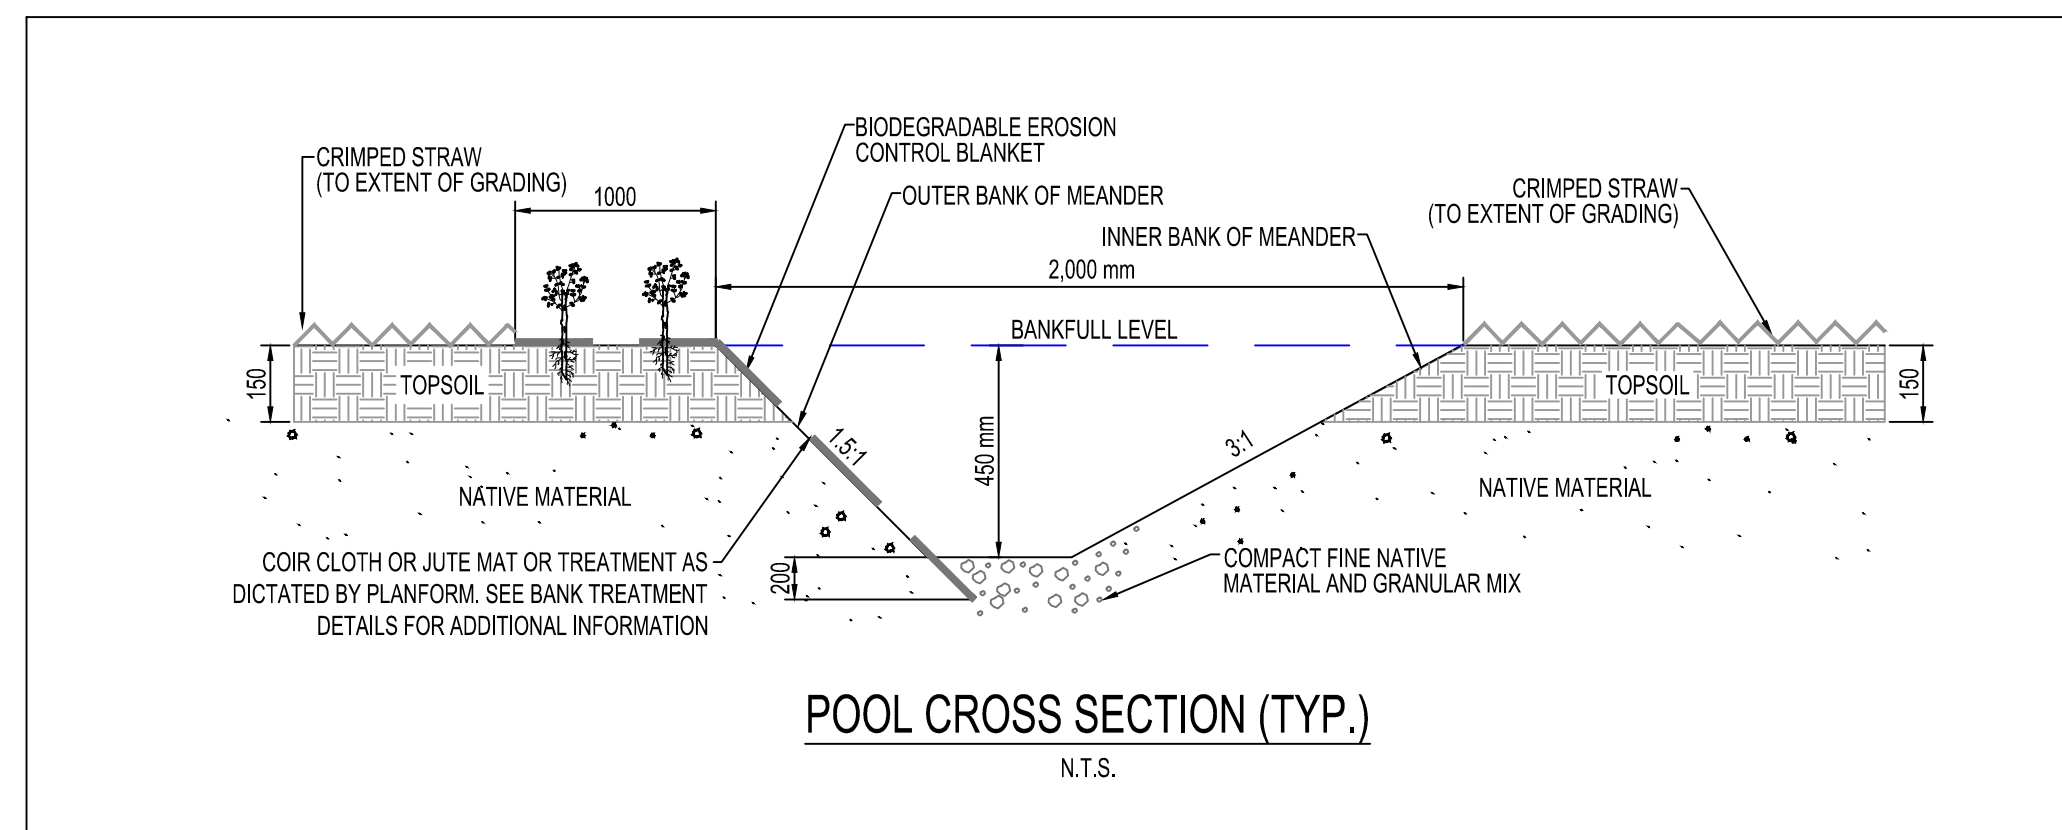 CRIMPED STRAW
(TO EXTENT OF GRADING)
1000
BIODEGRADABLE EROSION
CONTROL BLANKET
OUTER BANK OF MEANDER
INNER BANK OF MEANDER
2,000 mm
CRIMPED STRAW
(TO EXTENT OF GRADING)
BANKFULL LEVEL
150
TOPSOIL
TOPSOIL
150
1.5:1
450 mm
3:1
NATIVE MATERIAL
NATIVE MATERIAL
COIR CLOTH OR JUTE MAT OR TREATMENT AS
DICTATED BY PLANFORM. SEE BANK TREATMENT
DETAILS FOR ADDITIONAL INFORMATION
200
COMPACT FINE NATIVE
MATERIAL AND GRANULAR MIX
POOL CROSS SECTION (TYP.)
N.T.S.